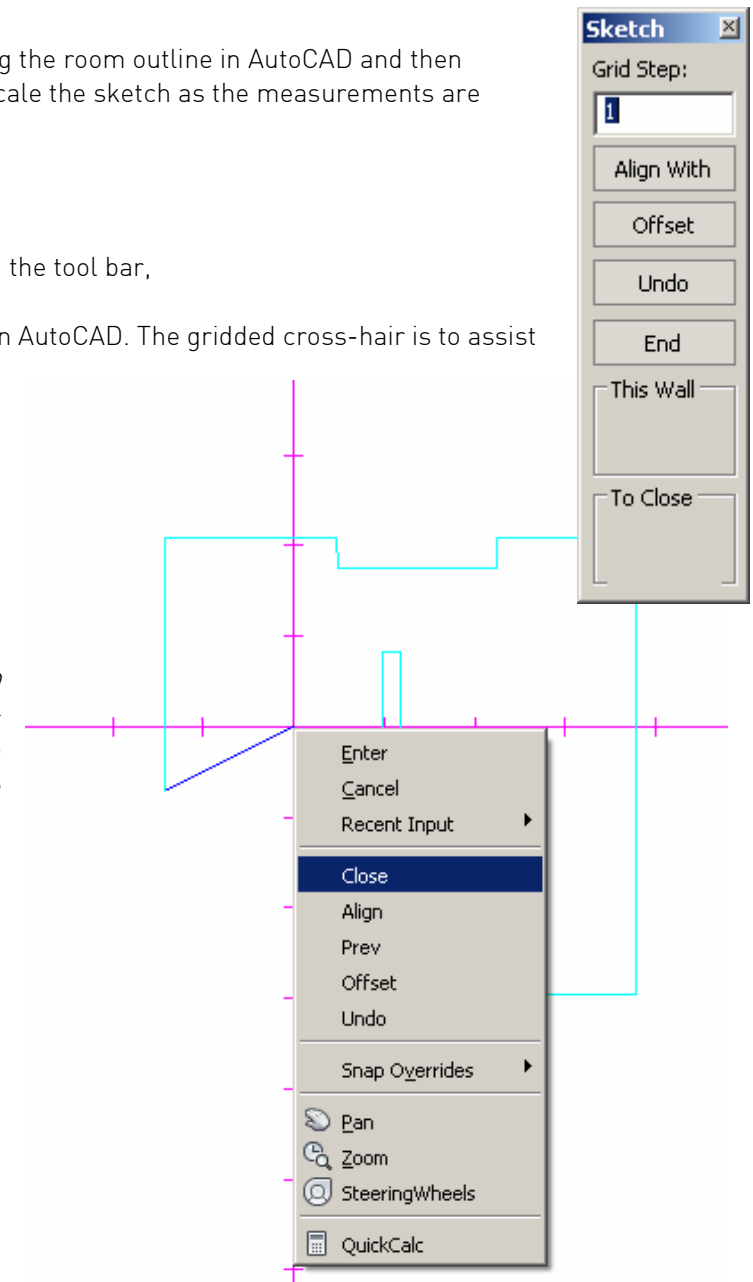 g the room outline in AutoCAD and then
cale the sketch as the measurements are
the tool bar,
n AutoCAD. The gridded cross-hair is to assist
Sketch
Grid Step:
1
Align With
Offset
Undo
End
This Wall
To Close
Enter
Cancel
Recent Input
Close
Align
Prev
Offset
Undo
Snap Overrides
Pan
Zoom
SteeringWheels
QuickCalc